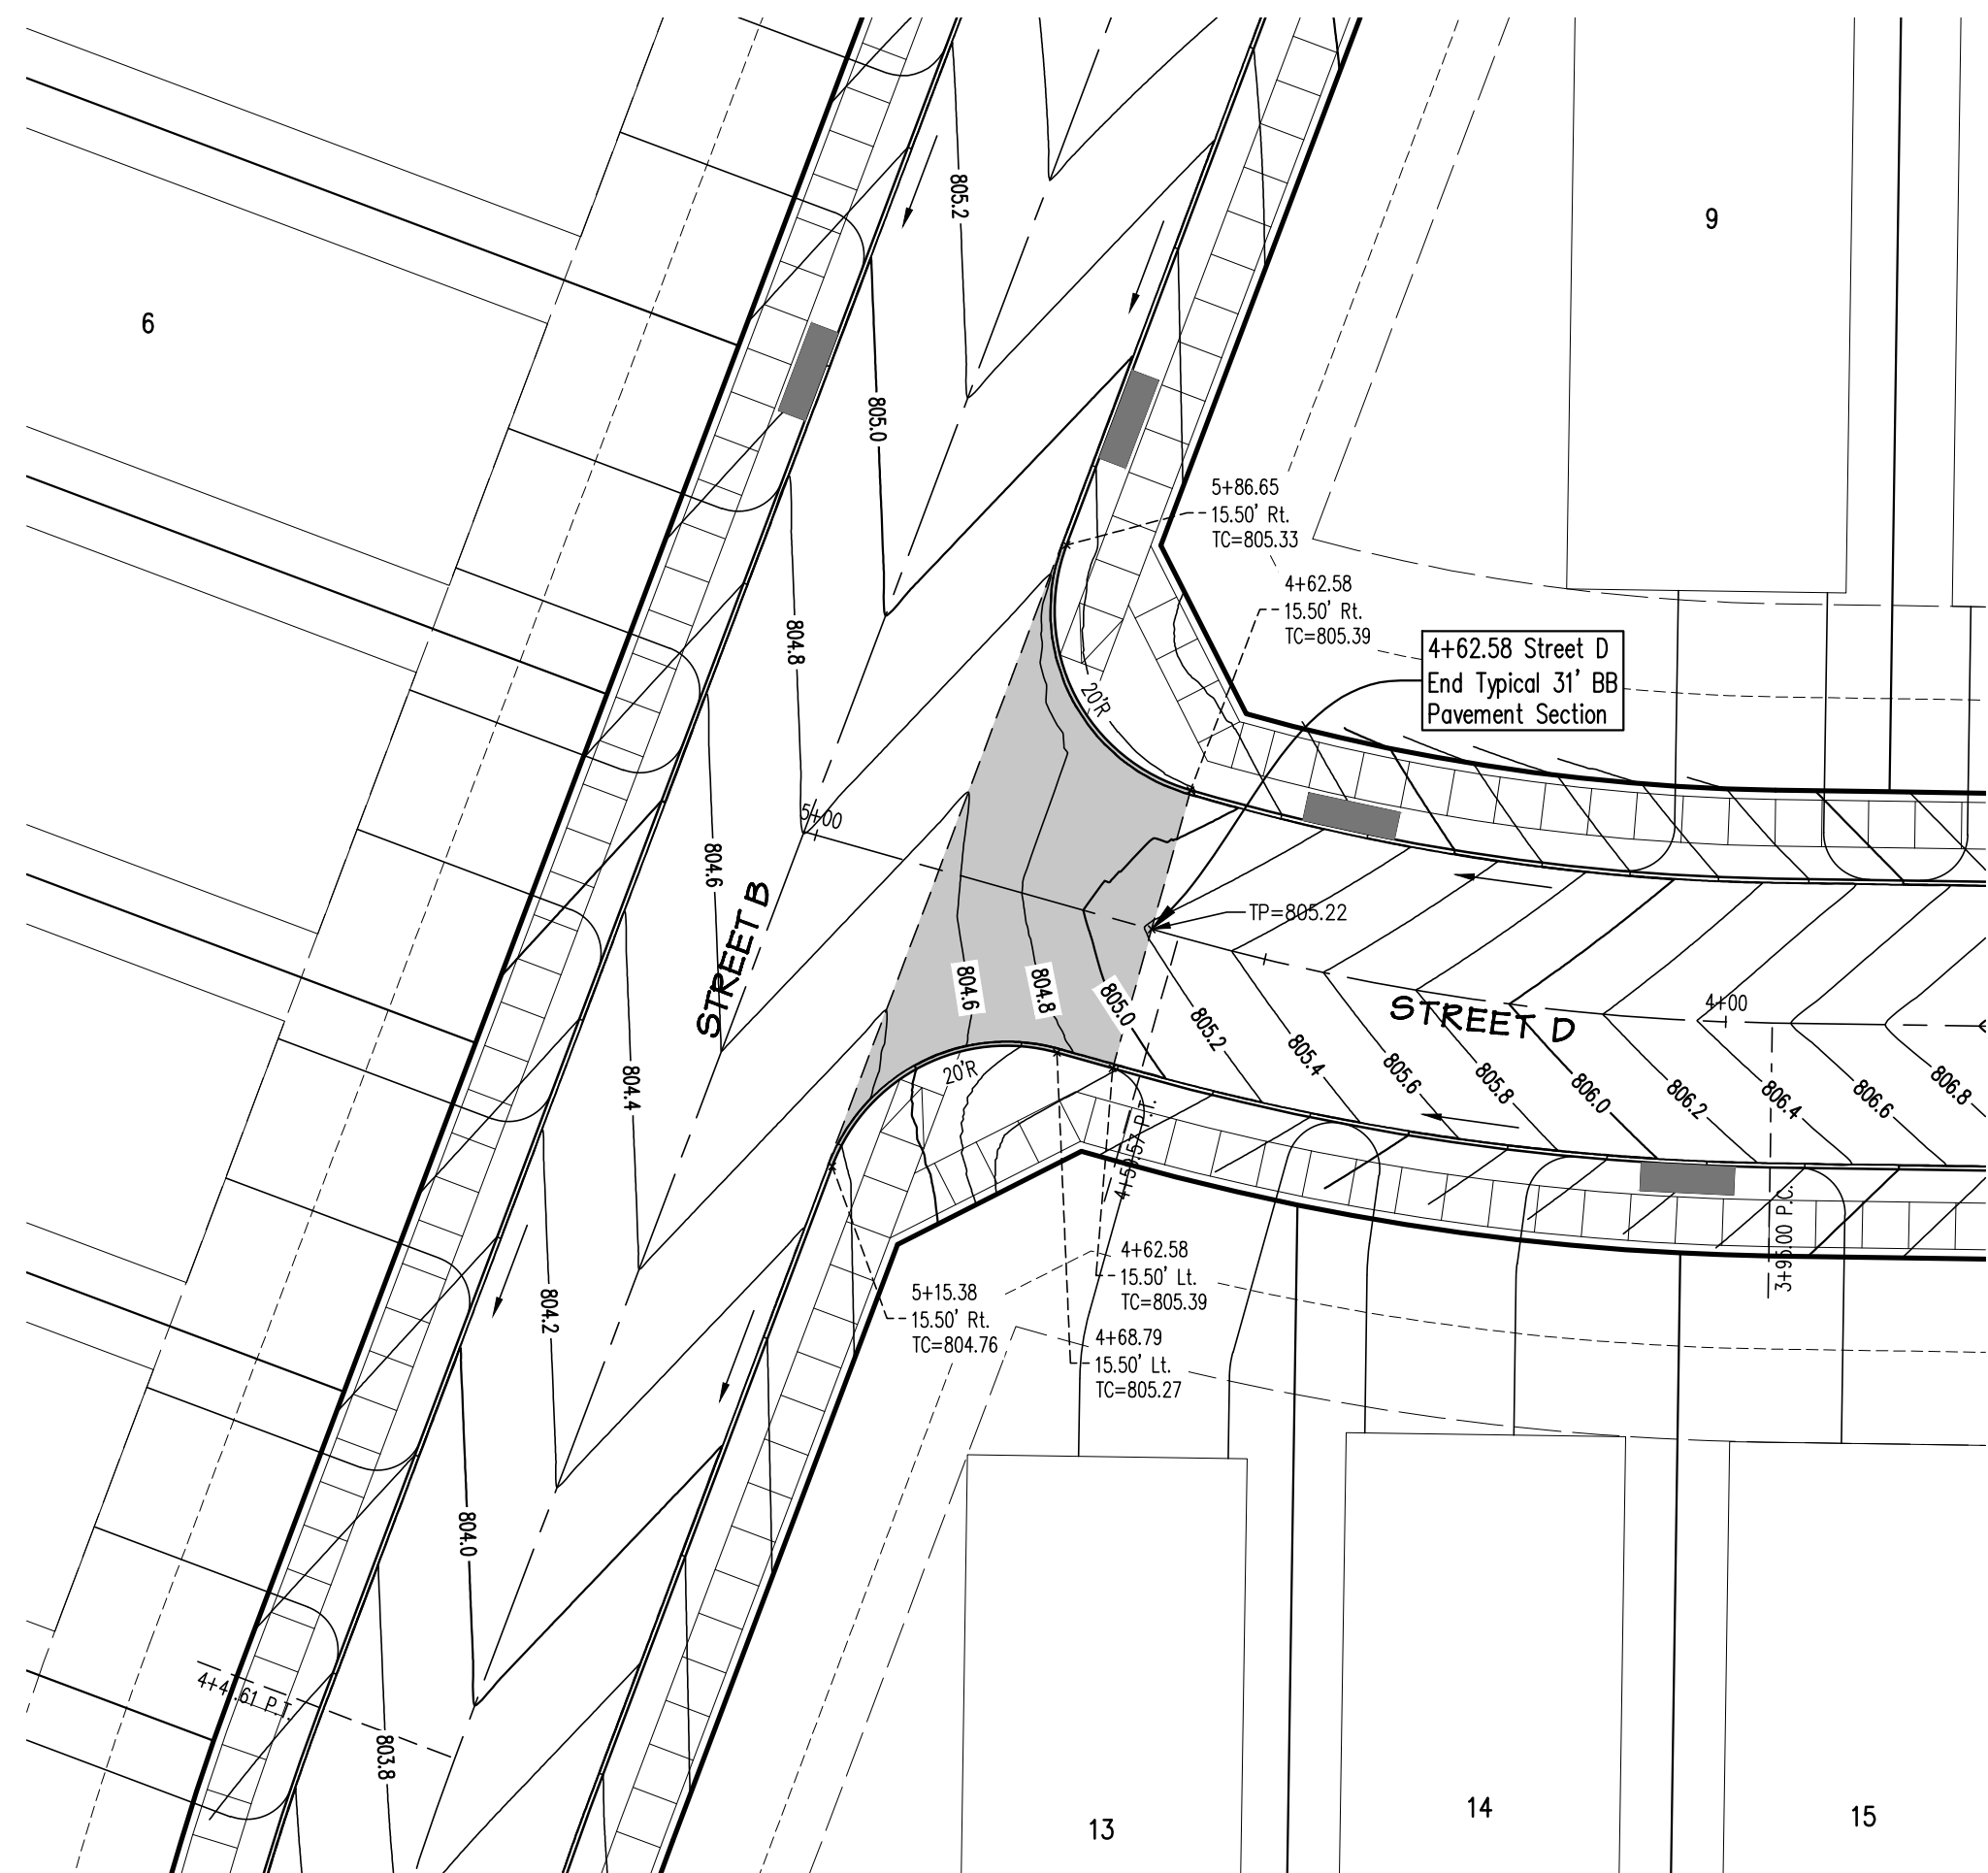 9
805.2
6
805.0
5+86.65
15.50' Rt.
TC=805.33
4+62.58
15.50' Rt.
TC=805.39
4+62.58 Street D
End Typical 31' BB
Pavement Section
804.8
20'R
5+00
804.6
STREET B
TP=805.22
804.6
804.8
805.0
805.2
805.4
805.6
805.8
806.0
806.2
806.4
806.6
806.8
STREET D
4+00
804.4
20'R
P.T.
3+95.00 P.C.
4+62.58
15.50' Lt.
TC=805.39
5+15.38
15.50' Rt.
TC=804.76
4+68.79
15.50' Lt.
TC=805.27
804.2
804.0
P.T.
803.8
13
14
15